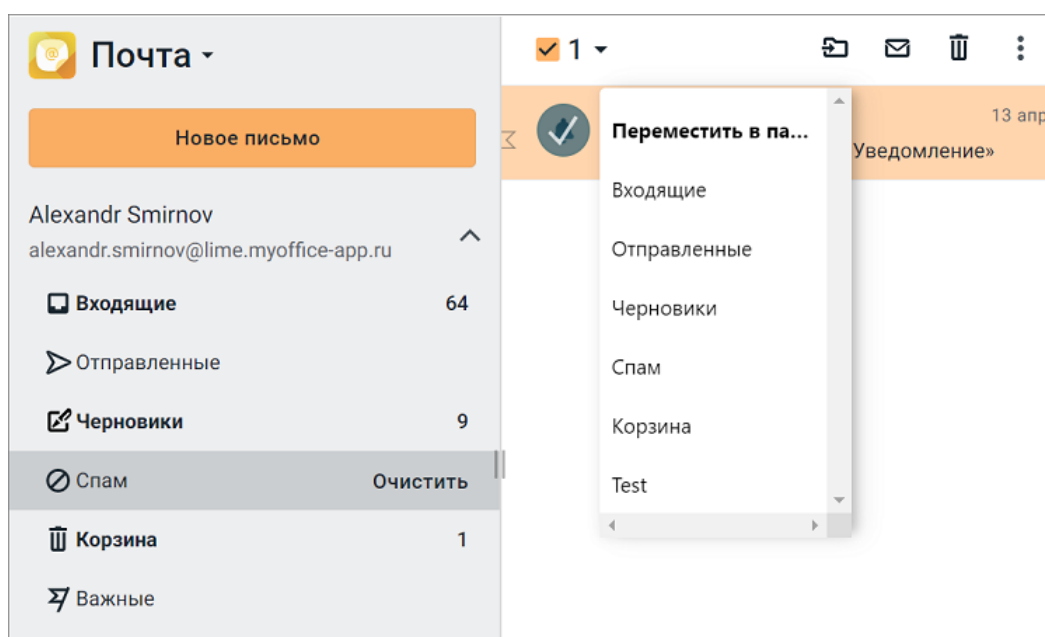 Почта
Новое письмо
Alexandr Smirnov
alexandr.smirnov@lime.myoffice-app.ru
Входящие 64
Отправленные
Черновики 9
Спам Очистить
Корзина 1
Важные
1
13 апр
Уведомление»
Переместить в па...
Входящие
Отправленные
Черновики
Спам
Корзина
Test